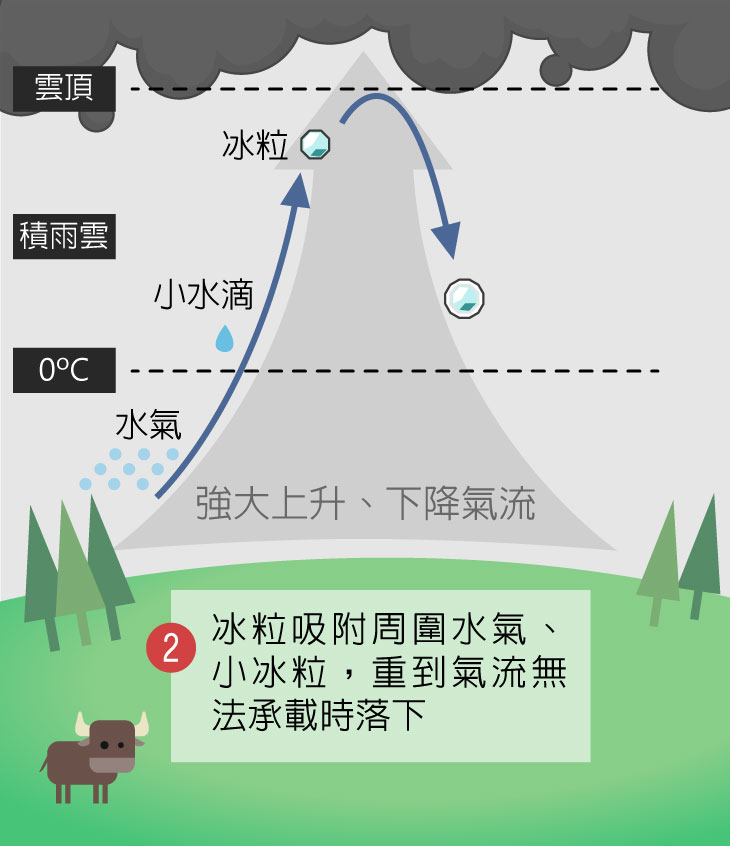 雲頂
冰粒
積雨雲
小水滴
0ºC
水氣
強大上升、下降氣流
2
冰粒吸附周圍水氣、
小冰粒，重到氣流無
法承載時落下